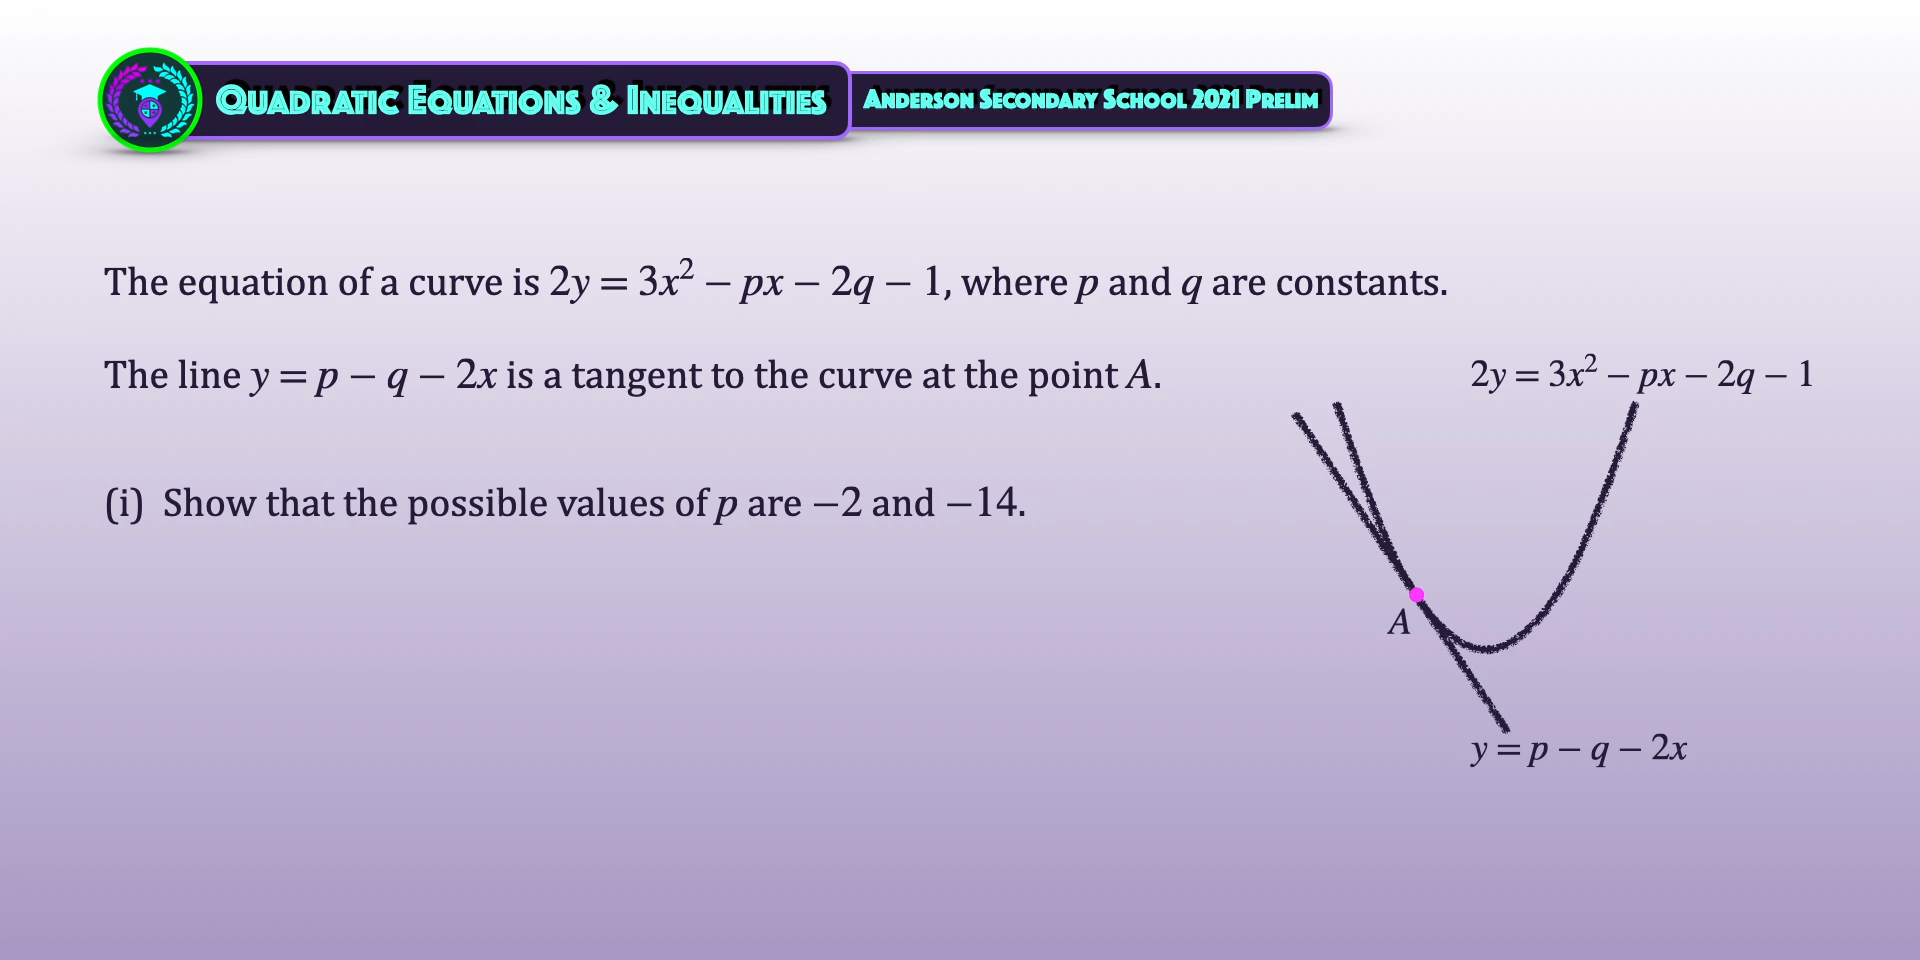 QUADRATIC EQUATIONS & INEQUALITIES
ANDERSON SECONDARY SCHOOL 2021 PRELIM
The equation of a curve is 2y = 3x² − px − 2q − 1, where p and q are constants.
The line y = p − q − 2x is a tangent to the curve at the point A.
2y = 3x² − px − 2q − 1
(i) Show that the possible values of p are −2 and −14.
A
y = p − q − 2x